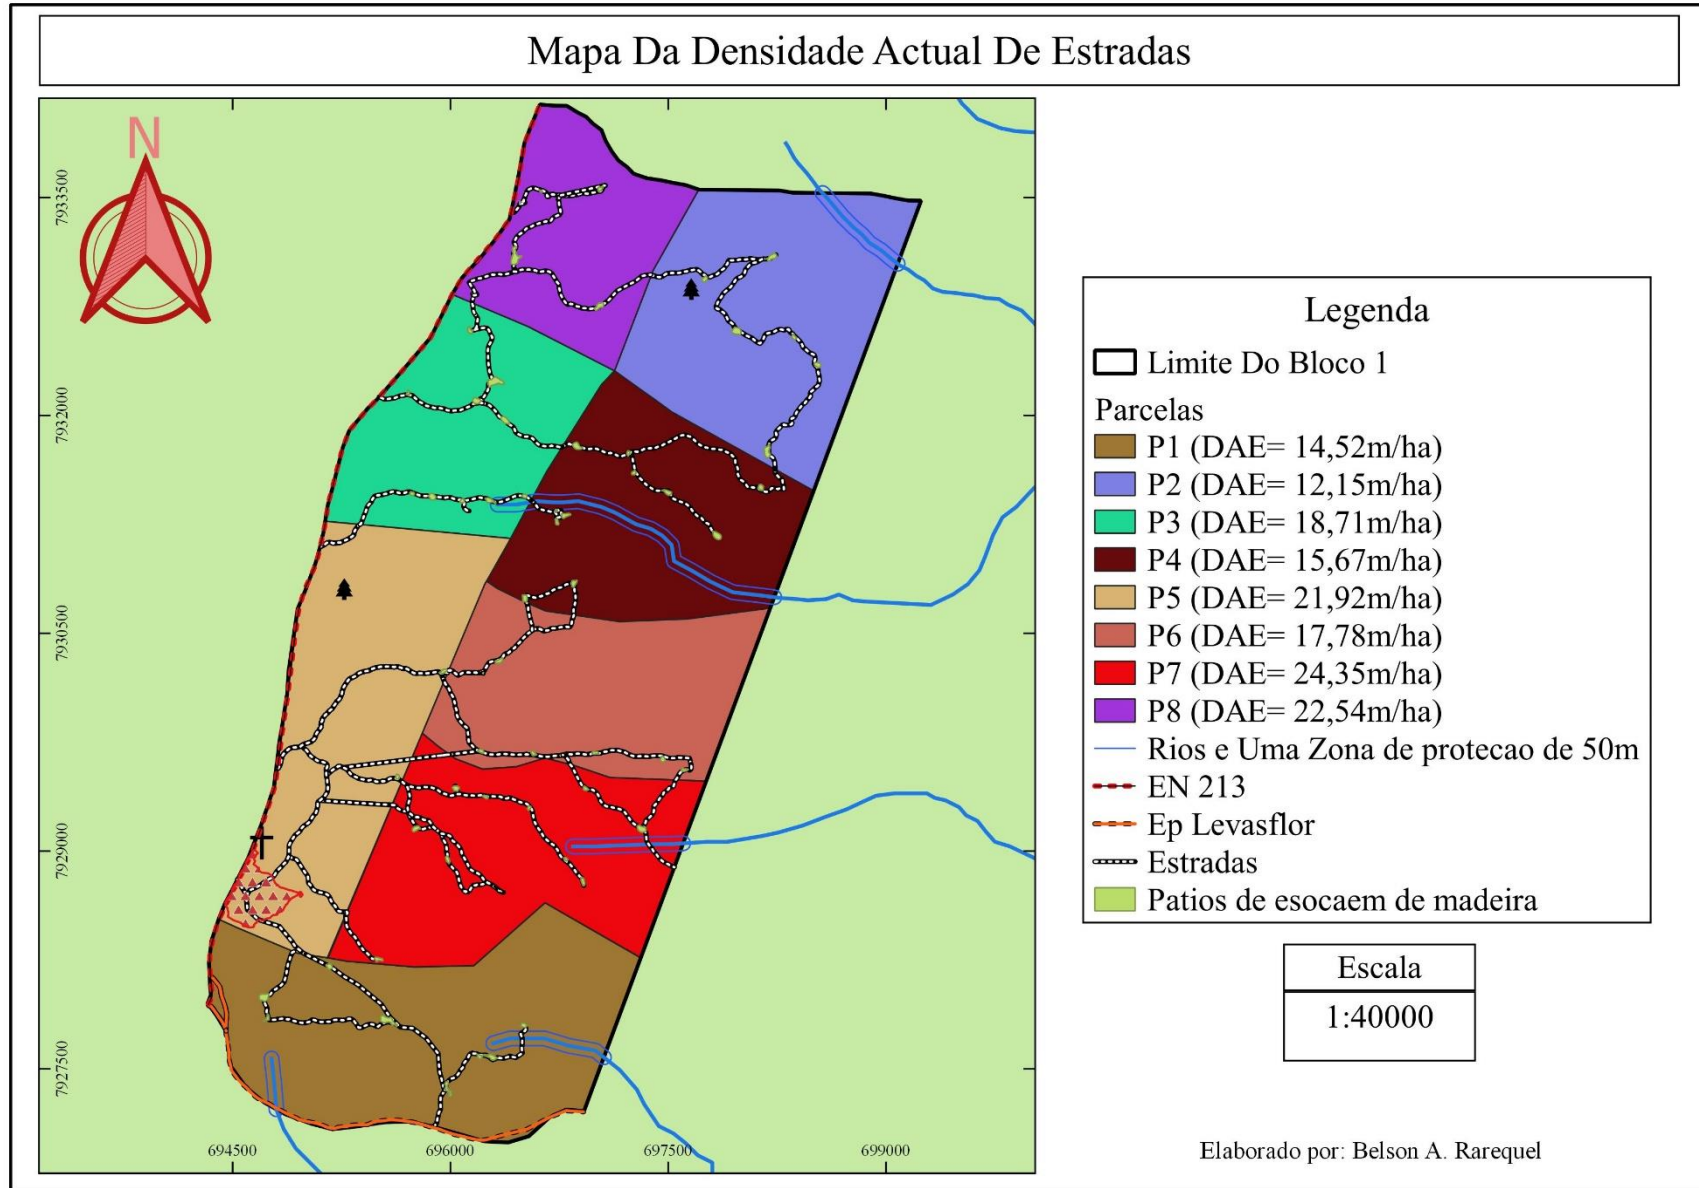 Mapa Da Densidade Actual De Estradas
N
7933500
7932000
7930500
7929000
7927500
694500
696000
697500
699000
Legenda
Limite Do Bloco 1
Parcelas
P1 (DAE= 14,52m/ha)
P2 (DAE= 12,15m/ha)
P3 (DAE= 18,71m/ha)
P4 (DAE= 15,67m/ha)
P5 (DAE= 21,92m/ha)
P6 (DAE= 17,78m/ha)
P7 (DAE= 24,35m/ha)
P8 (DAE= 22,54m/ha)
Rios e Uma Zona de protecao de 50m
EN 213
Ep Levasflor
Estradas
Patios de esocaem de madeira
Escala
1:40000
Elaborado por: Belson A. Rarequel